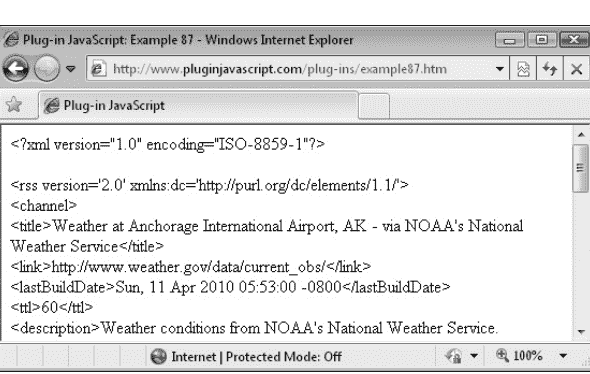 Plug-in JavaScript: Example 87 - Windows Internet Explorer
http://www.pluginjavascript.com/plug-ins/example87.htm
Plug-in JavaScript
<?xml version="1.0" encoding="ISO-8859-1"?>
<rss version='2.0' xmlns:dc='http://purl.org/dc/elements/1.1/'>
<channel>
<title>Weather at Anchorage International Airport, AK - via NOAA's National
Weather Service</title>
<link>http://www.weather.gov/data/current_obs/</link>
<lastBuildDate>Sun, 11 Apr 2010 05:53:00 -0800</lastBuildDate>
<ttl>60</ttl>
<description>Weather conditions from NOAA's National Weather Service.
Internet | Protected Mode: Off 100%